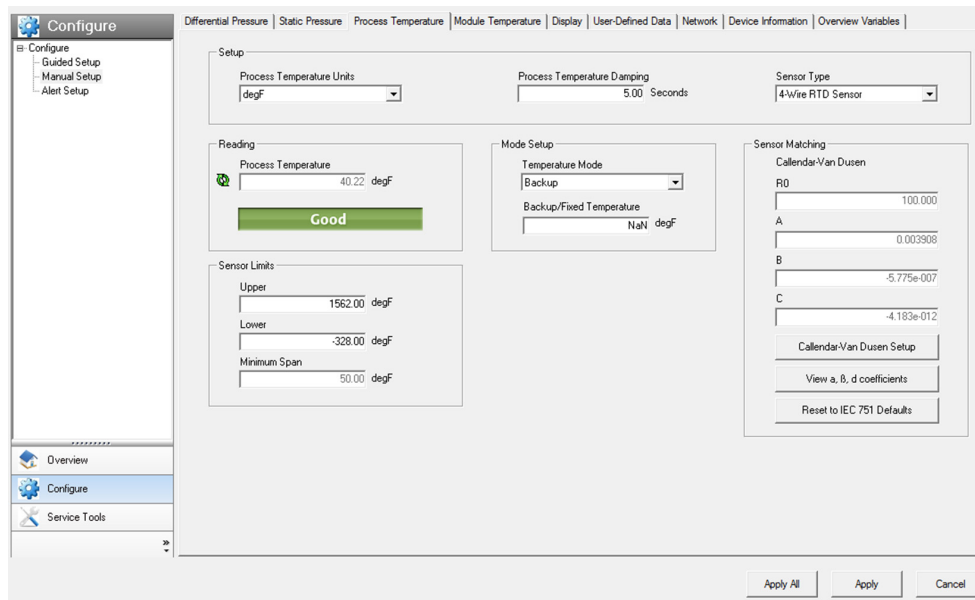 Configure
Differential Pressure
Static Pressure
Process Temperature
Module Temperature
Display
User-Defined Data
Network
Device Information
Overview Variables
Configure
Guided Setup
Manual Setup
Alert Setup
Setup
Process Temperature Units
degF
Process Temperature Damping
5.00 Seconds
Sensor Type
4-Wire RTD Sensor
Reading
Process Temperature
40.22 degF
Good
Mode Setup
Temperature Mode
Backup
Backup/Fixed Temperature
NaN degF
Sensor Matching
Callendar-Van Dusen
R0
100.000
A
0.003908
B
-5.775e-007
C
-4.183e-012
Callendar-Van Dusen Setup
View a, ß, d coefficients
Reset to IEC 751 Defaults
Sensor Limits
Upper
1562.00 degF
Lower
-328.00 degF
Minimum Span
50.00 degF
Overview
Configure
Service Tools
Apply All
Apply
Cancel